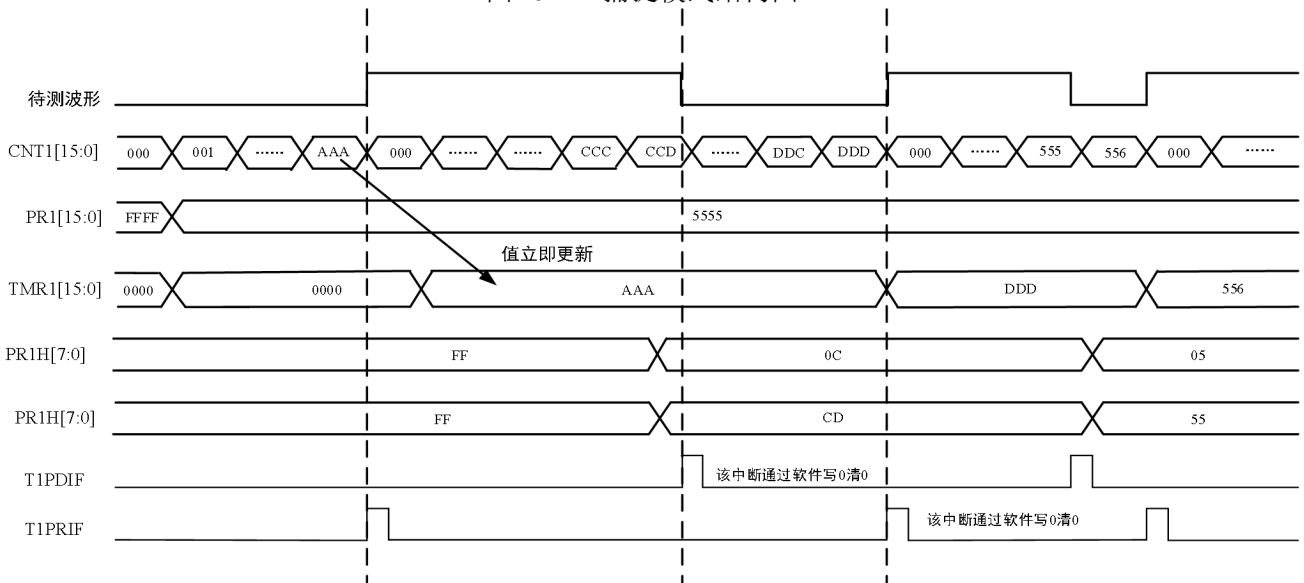 待测波形
CNT1[15:0] 000 001 ...... AAA 000 ...... ...... CCC CCD ...... DDC DDD 000 ...... 555 556 000 ......
PR1[15:0] FFFF 5555
值立即更新
TMR1[15:0] 0000 0000 AAA DDD 556
PR1H[7:0] FF 0C 05
PR1H[7:0] FF CD 55
T1PDIF 该中断通过软件写0清0
T1PRIF 该中断通过软件写0清0